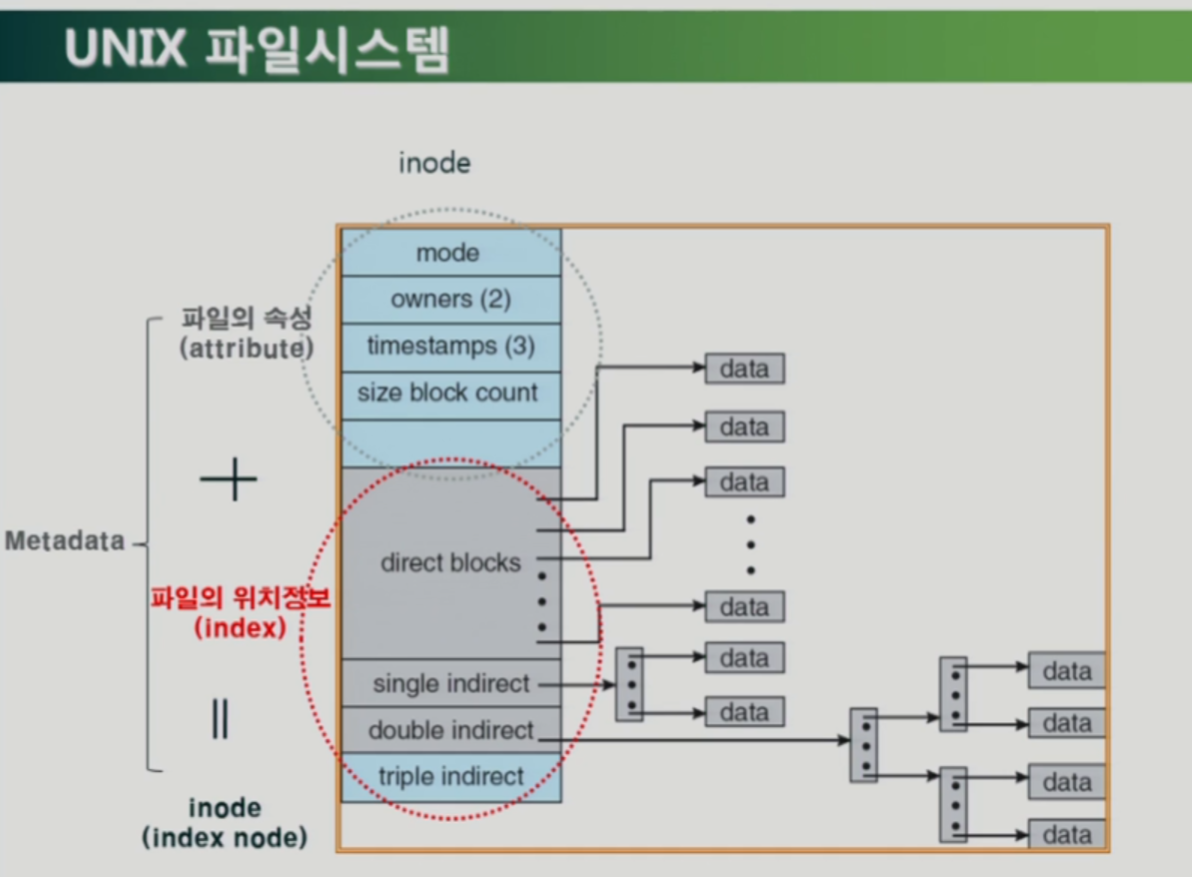 UNIX 파일시스템
inode
mode
owners (2)
timestamps (3)
size block count
direct blocks
single indirect
double indirect
triple indirect
파일의 속성
(attribute)
Metadata
파일의 위치정보
(index)
inode
(index node)
data
data
data
data
data
data
data
data
data
data